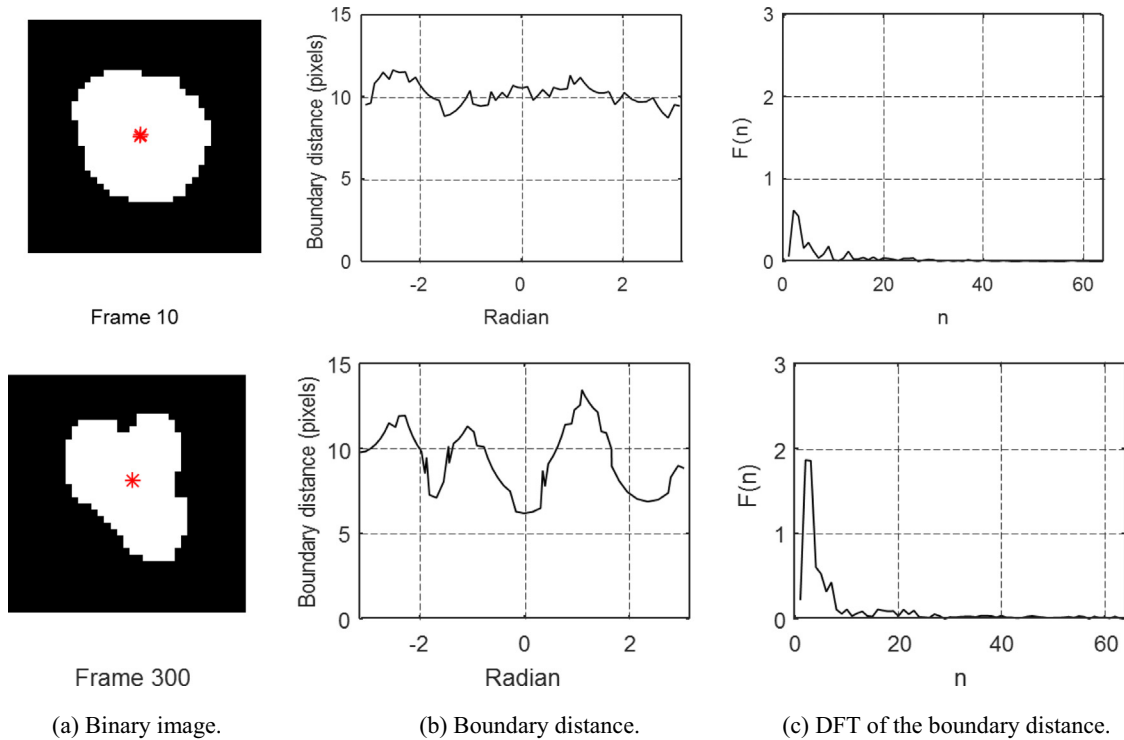 15
10
5
0
Boundary distance (pixels)
-2
0
2
Radian
3
2
1
0
F(n)
0
20
40
60
n
Frame 10
15
10
5
0
Boundary distance (pixels)
-2
0
2
Radian
3
2
1
0
F(n)
0
20
40
60
n
Frame 300
(a) Binary image.
(b) Boundary distance.
(c) DFT of the boundary distance.